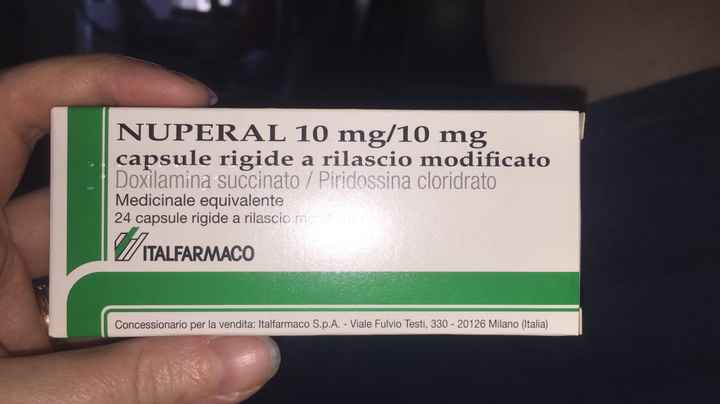 NUPERAL 10 mg/10 mg
capsule rigide a rilascio modificato
Doxilamina succinato / Piridossina cloridrato
Medicinale equivalente
24 capsule rigide a rilascio
ITALFARMACO
Concessionario per la vendita: Italfarmaco S.p.A. - Viale Fulvio Testi, 330 - 20126 Milano (Italia)